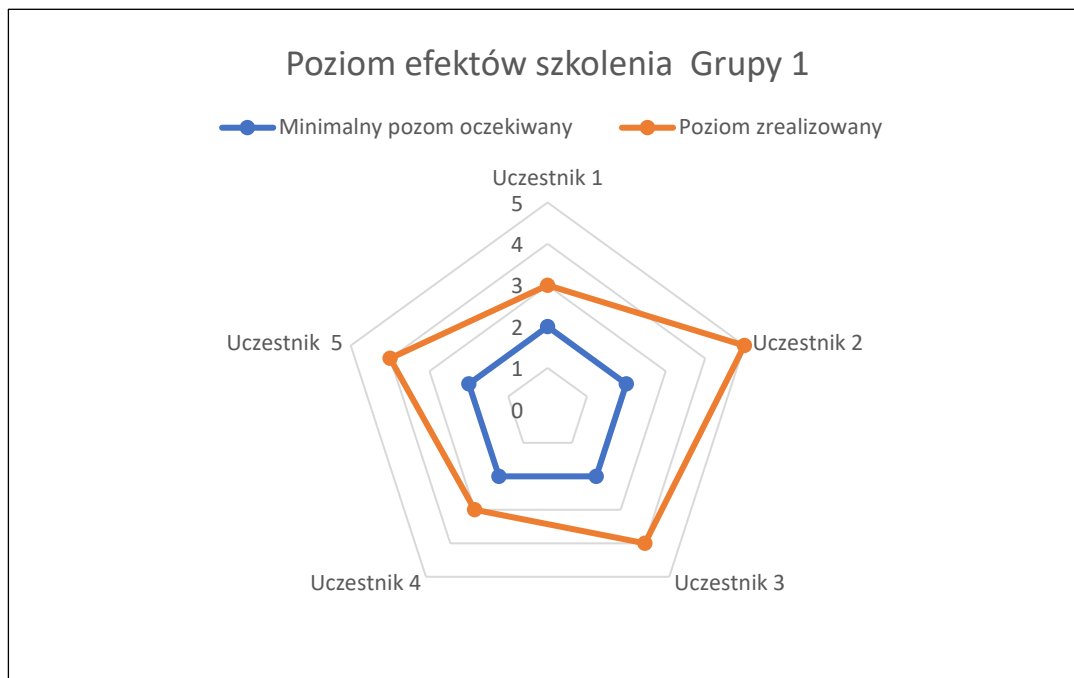 Poziom efektów szkolenia  Grupy 1
Minimalny pozom oczekiwany
Poziom zrealizowany
Uczestnik 1
5
4
3
2
1
0
Uczestnik 2
Uczestnik 3
Uczestnik 4
Uczestnik  5